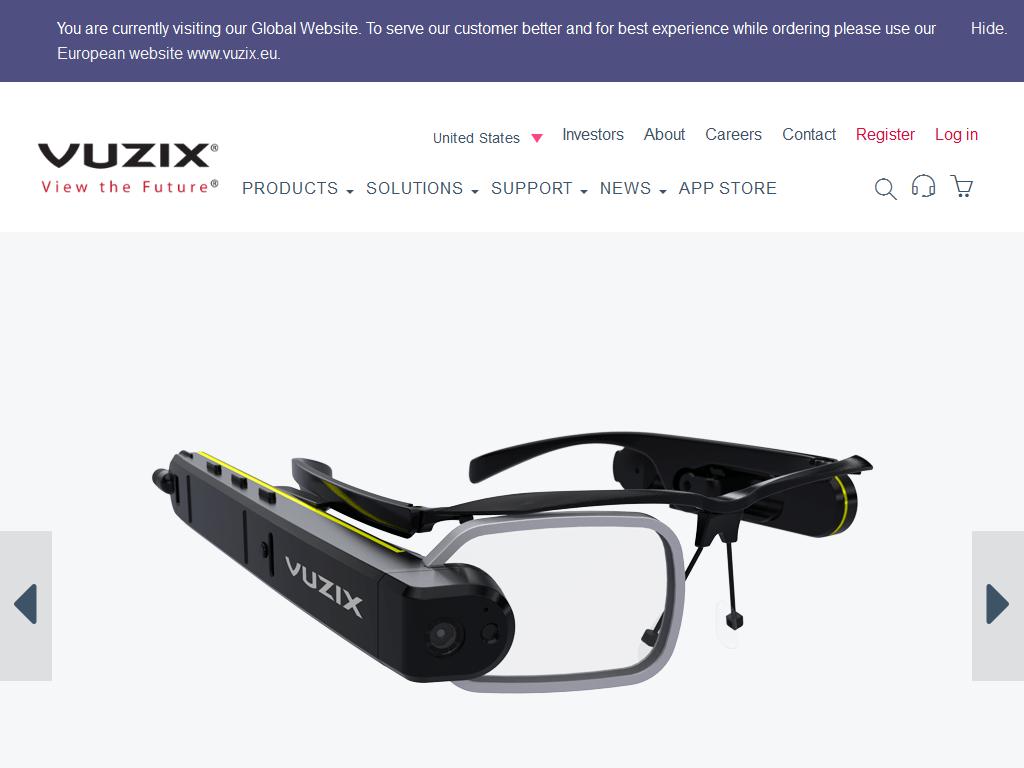 You are currently visiting our Global Website. To serve our customer better and for best experience while ordering please use our
European website www.vuzix.eu.
Hide.
United States
Investors
About
Careers
Contact
Register
Log in
VUZIX®
View the Future®
PRODUCTS
SOLUTIONS
SUPPORT
NEWS
APP STORE
VUZIX